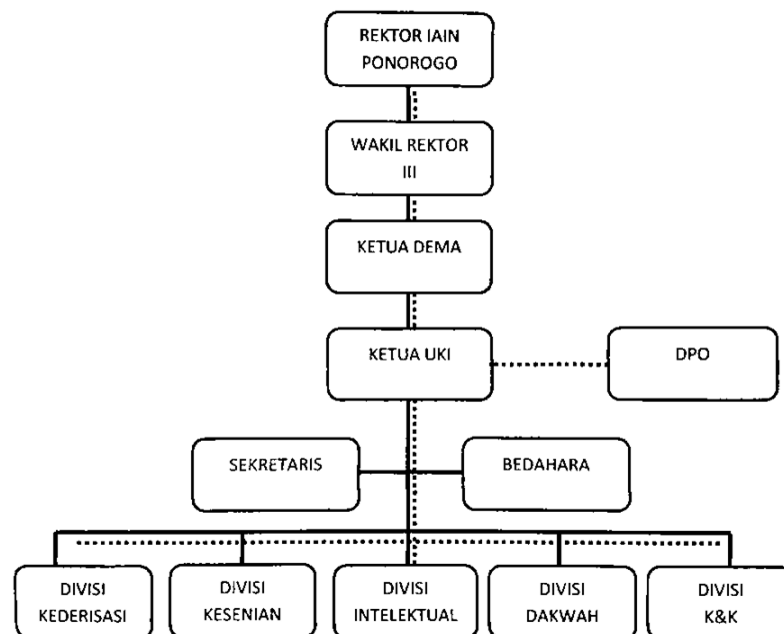 REKTOR IAIN
PONOROGO
WAKIL REKTOR
III
KETUA DEMA
KETUA UKI
DPO
SEKRETARIS
BEDAHARA
DIVISI
KEDERISASI
DIVISI
KESENIAN
DIVISI
INTELEKTUAL
DIVISI
DAKWAH
DIVISI
K&K